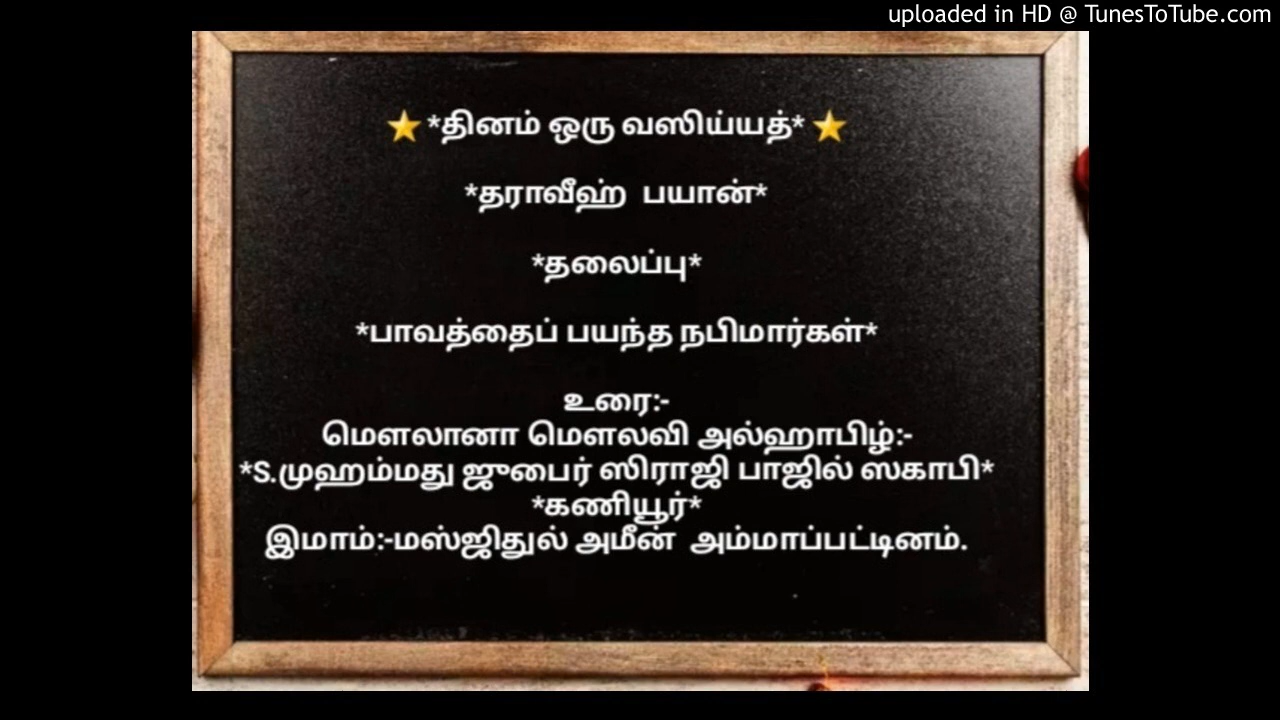 uploaded in HD @ TunesToTube.com
⭐*தினம் ஒரு வஸிய்யத்*⭐
*தராவீஹ் பயான்*
*தலைப்பு*
*பாவத்தைப் பயந்த நபிமார்கள்*
உரை:-
மௌலானா மௌலவி அல்ஹாபிழ்:-
*S.முஹம்மது ஜுபைர் ஸிராஜி பாஜில் ஸகாபி*
*கணியூர்*
இமாம்:-மஸ்ஜிதுல் அமீன் அம்மாப்பட்டினம்.